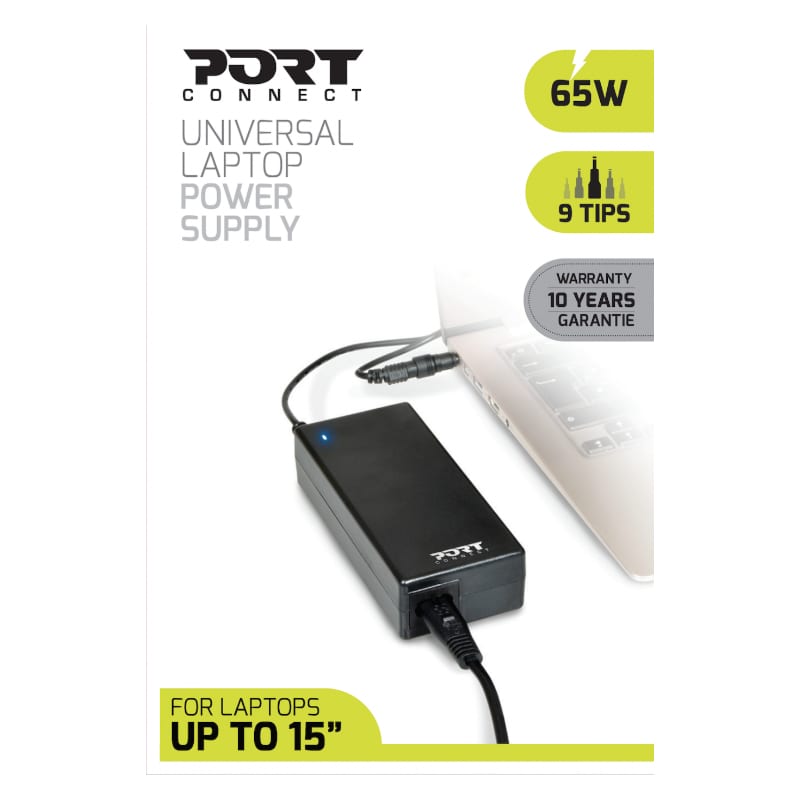 PORT
CONNECT
UNIVERSAL
LAPTOP
POWER
SUPPLY
65W
9 TIPS
WARRANTY
10 YEARS
GARANTIE
PORT
CONNECT
FOR LAPTOPS
UP TO 15”